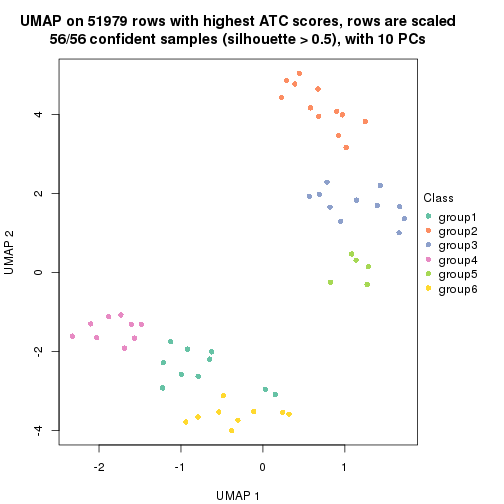 UMAP on 51979 rows with highest ATC scores, rows are scaled
56/56 confident samples (silhouette > 0.5), with 10 PCs
4
2
0
-2
-4
UMAP 2
-2
-1
0
1
UMAP 1
Class
group1
group2
group3
group4
group5
group6